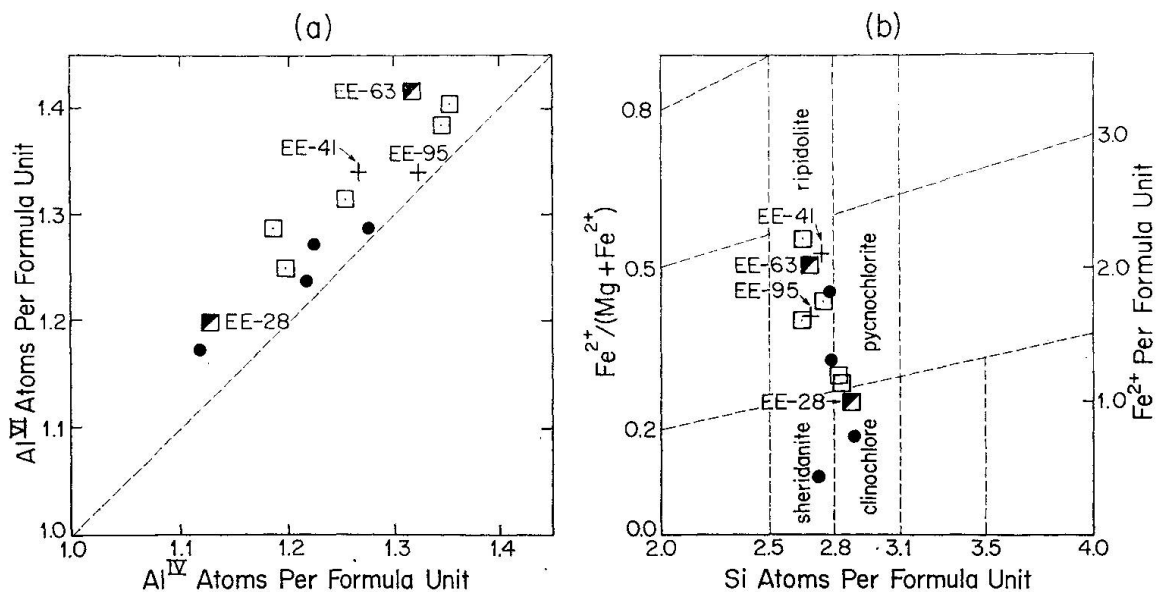 (a)
Al^VI Atoms Per Formula Unit
1.4
1.3
1.2
1.1
1.0
EE-63
EE-41
EE-95
EE-28
1.0
1.1
1.2
1.3
1.4
Al^IV Atoms Per Formula Unit
(b)
Fe²⁺/(Mg+Fe²⁺)
0.8
0.5
0.2
0.0
ripidolite
EE-41
EE-63
EE-95
pycnochlorite
EE-28
sheridanite
clinochlore
3.0
2.0
1.0
Fe²⁺ Per Formula Unit
2.0
2.5
2.8
3.1
3.5
4.0
Si Atoms Per Formula Unit